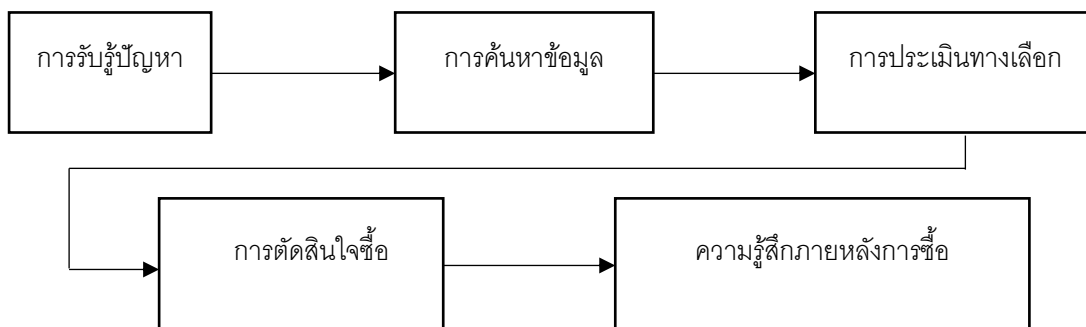 การรับรู้ปัญหา
การค้นหาข้อมูล
การประเมินทางเลือก
การตัดสินใจซื้อ
ความรู้สึกภายหลังการซื้อ